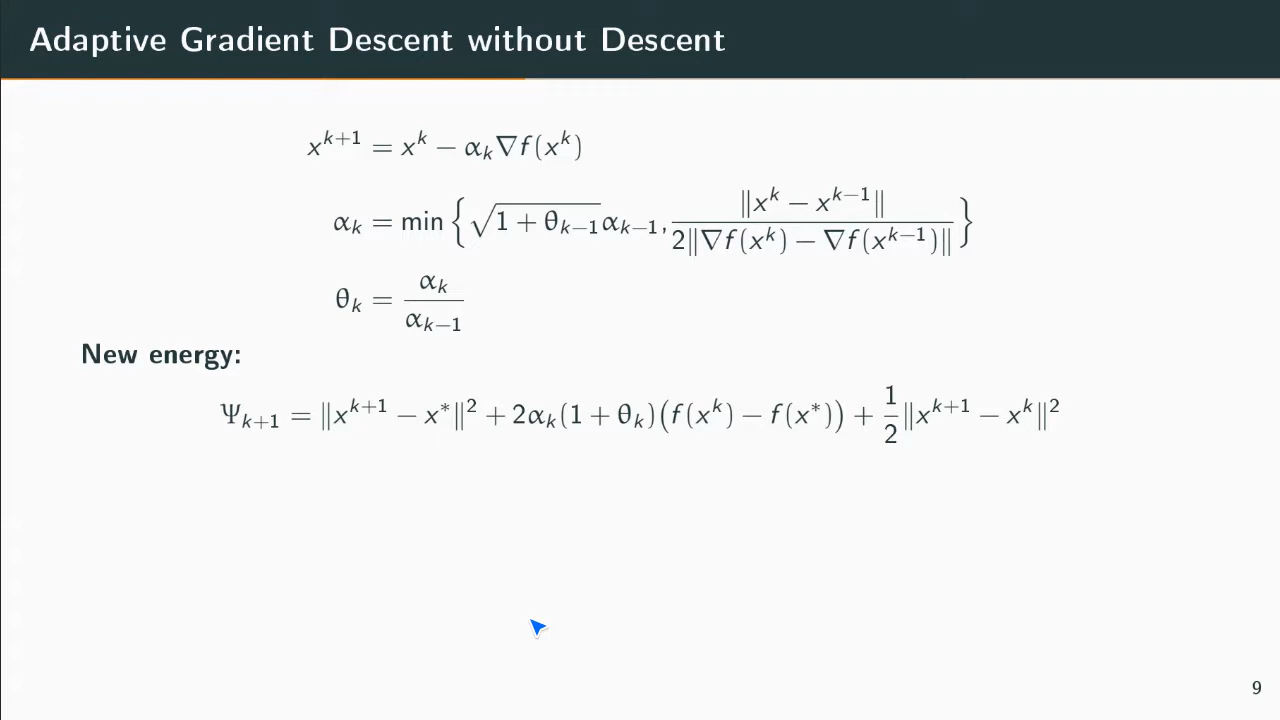 Adaptive Gradient Descent without Descent
x^{k+1} = x^k − α_k∇f(x^k)
α_k = min { √(1 + θ_{k−1}) α_{k−1}, ‖x^k − x^{k−1}‖ / 2‖∇f(x^k) − ∇f(x^{k−1})‖ }
θ_k = α_k / α_{k−1}
New energy:
Ψ_{k+1} = ‖x^{k+1} − x^*‖² + 2α_k(1 + θ_k)(f(x^k) − f(x^*)) + 1/2 ‖x^{k+1} − x^k‖²
9